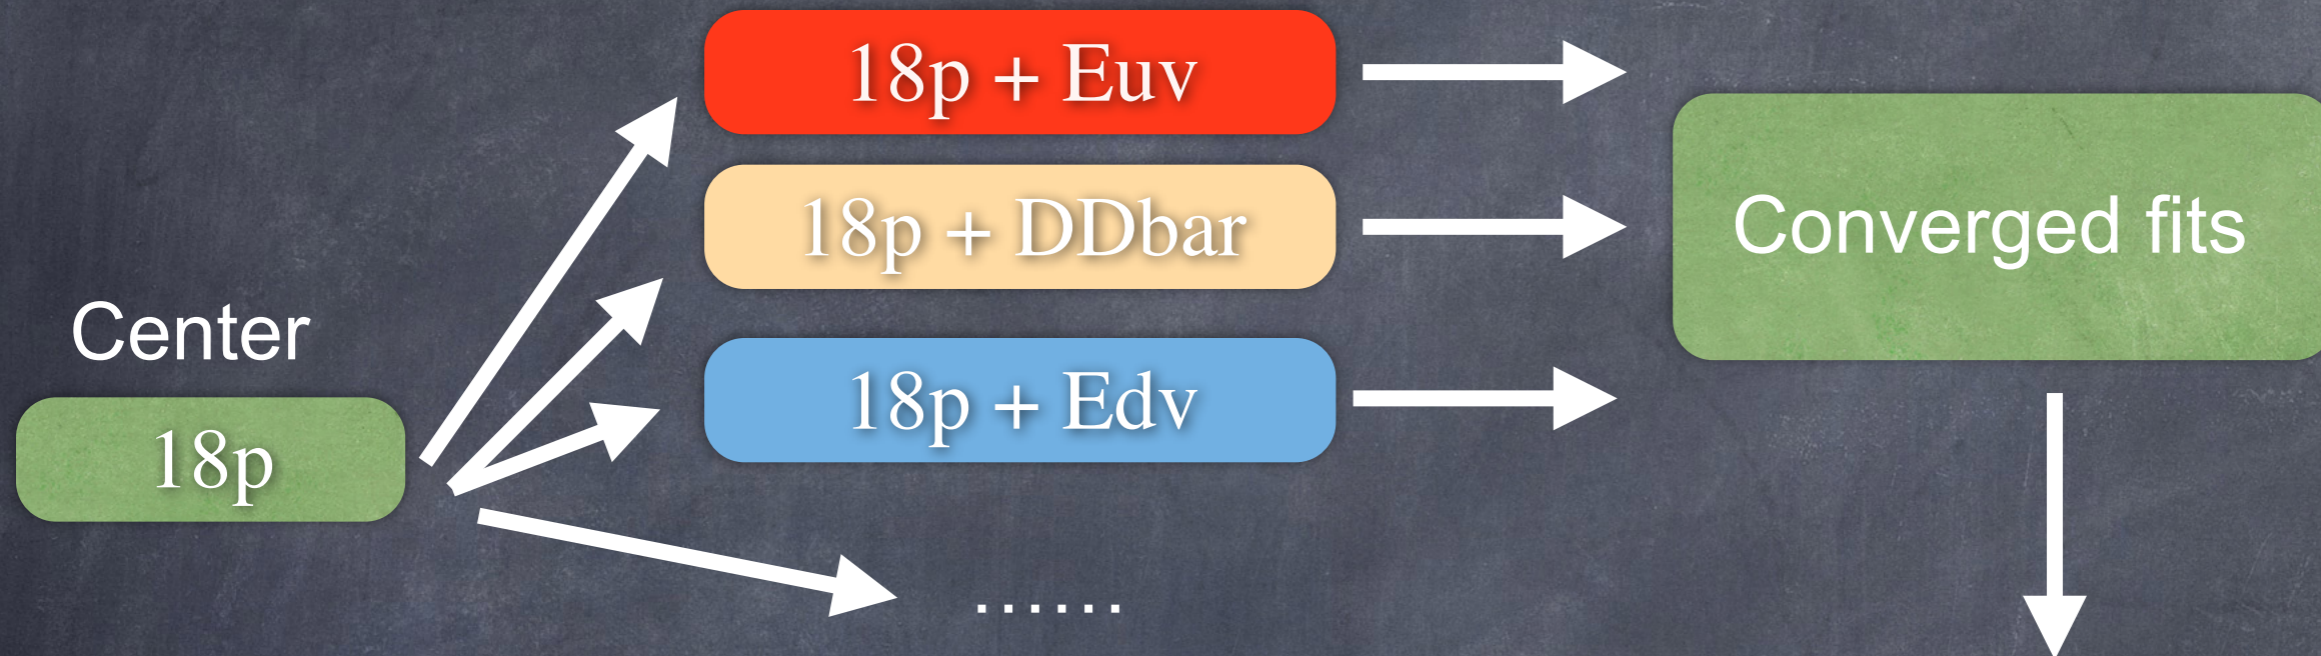 18p + Euv
18p + DDbar
18p + Edv
......
Center
18p
Converged fits